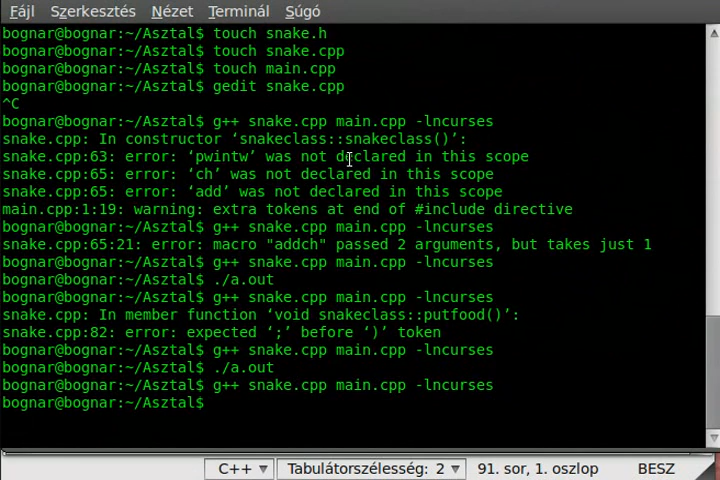 Fájl Szerkesztés Nézet Terminál Súgó
bognar@bognar:~/Asztal$ touch snake.h
bognar@bognar:~/Asztal$ touch snake.cpp
bognar@bognar:~/Asztal$ touch main.cpp
bognar@bognar:~/Asztal$ gedit snake.cpp
^C
bognar@bognar:~/Asztal$ g++ snake.cpp main.cpp -lncurses
snake.cpp: In constructor ‘snakeclass::snakeclass()’:
snake.cpp:63: error: ‘pwintw’ was not declared in this scope
snake.cpp:65: error: ‘ch’ was not declared in this scope
snake.cpp:65: error: ‘add’ was not declared in this scope
main.cpp:1:19: warning: extra tokens at end of #include directive
bognar@bognar:~/Asztal$ g++ snake.cpp main.cpp -lncurses
snake.cpp:65:21: error: macro "addch" passed 2 arguments, but takes just 1
bognar@bognar:~/Asztal$ g++ snake.cpp main.cpp -lncurses
bognar@bognar:~/Asztal$ ./a.out
bognar@bognar:~/Asztal$ g++ snake.cpp main.cpp -lncurses
snake.cpp: In member function ‘void snakeclass::putfood()’:
snake.cpp:82: error: expected ‘;’ before ‘)’ token
bognar@bognar:~/Asztal$ g++ snake.cpp main.cpp -lncurses
bognar@bognar:~/Asztal$ ./a.out
bognar@bognar:~/Asztal$ g++ snake.cpp main.cpp -lncurses
bognar@bognar:~/Asztal$
C++ Tabulátorszélesség: 2 91. sor, 1. oszlop BESZ